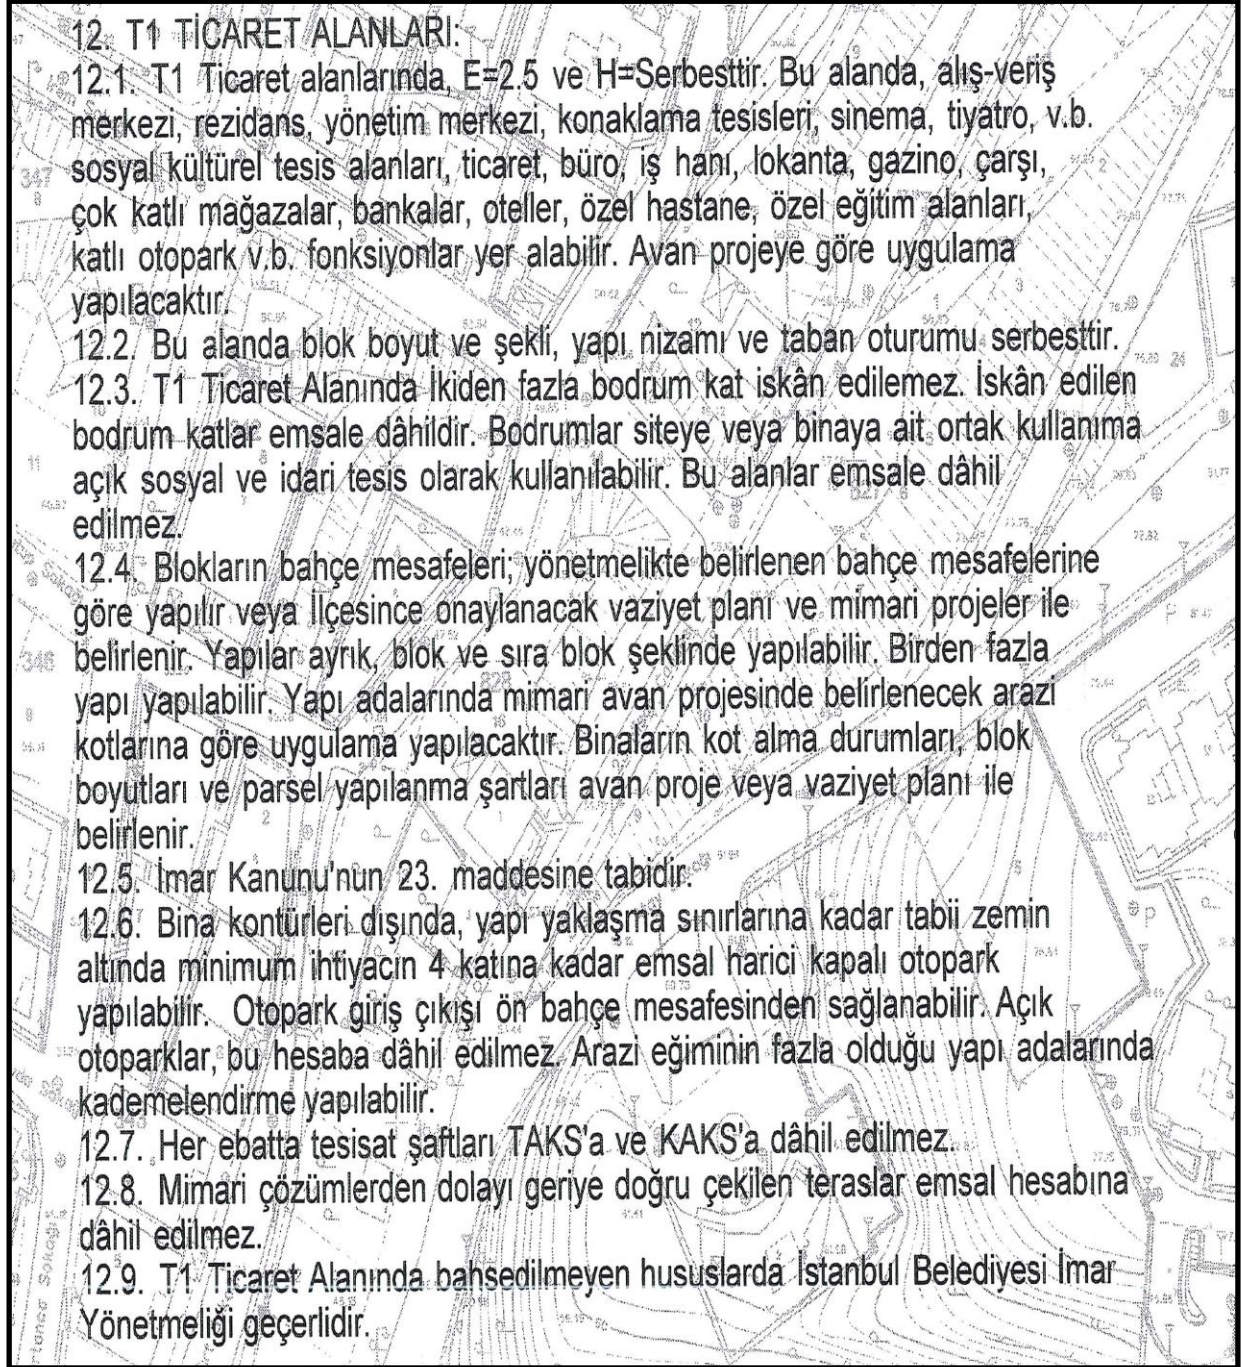 12. T1 TİCARET ALANLARI:
12.1. T1 Ticaret alanlarında, E=2.5 ve H=Serbesttir. Bu alanda, alış-veriş
merkezi, rezidans, yönetim merkezi, konaklama tesisleri, sinema, tiyatro, v.b.
sosyal kültürel tesis alanları, ticaret, büro, iş hanı, lokanta, gazino, çarşı,
çok katlı mağazalar, bankalar, oteller, özel hastane, özel eğitim alanları,
katlı otopark v.b. fonksiyonlar yer alabilir. Avan projeye göre uygulama
yapılacaktır.
12.2. Bu alanda blok boyut ve şekli, yapı nizamı ve taban oturumu serbesttir.
12.3. T1 Ticaret Alanında İkiden fazla bodrum kat iskân edilemez. İskân edilen
bodrum katlar emsale dâhildir. Bodrumlar siteye veya binaya ait ortak kullanıma
açık sosyal ve idari tesis olarak kullanılabilir. Bu alanlar emsale dâhil
edilmez.
12.4. Blokların bahçe mesafeleri; yönetmelikte belirlenen bahçe mesafelerine
göre yapılır veya İlçesince onaylanacak vaziyet planı ve mimari projeler ile
belirlenir. Yapılar ayrık, blok ve sıra blok şeklinde yapılabilir. Birden fazla
yapı yapılabilir. Yapı adalarında mimari avan projesinde belirlenecek arazi
kotlarına göre uygulama yapılacaktır. Binaların kot alma durumları, blok
boyutları ve parsel yapılanma şartları avan proje veya vaziyet planı ile
belirlenir.
12.5. İmar Kanunu'nun 23. maddesine tabidir.
12.6. Bina kontürleri dışında, yapı yaklaşma sınırlarına kadar tabii zemin
altında minimum ihtiyacın 4 katına kadar emsal harici kapalı otopark
yapılabilir. Otopark giriş çıkışı ön bahçe mesafesinden sağlanabilir. Açık
otoparklar, bu hesaba dâhil edilmez. Arazi eğiminin fazla olduğu yapı adalarında
kademelendirme yapılabilir.
12.7. Her ebatta tesisat şaftları TAKS'a ve KAKS'a dâhil edilmez.
12.8. Mimari çözümlerden dolayı geriye doğru çekilen teraslar emsal hesabına
dâhil edilmez.
12.9. T1 Ticaret Alanında bahsedilmeyen hususlarda İstanbul Belediyesi İmar
Yönetmeliği geçerlidir.
347
346